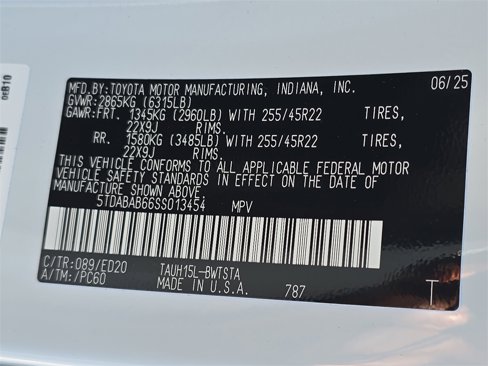 MFD.BY:TOYOTA MOTOR MANUFACTURING, INDIANA, INC. 06/25
GVWR:2865KG (6315LB)
GAWR:FRT. 1345KG (2960LB) WITH 255/45R22 TIRES,
22X9J RIMS.
RR. 1580KG (3485LB) WITH 255/45R22 TIRES,
22X9J RIMS.
THIS VEHICLE CONFORMS TO ALL APPLICABLE FEDERAL MOTOR
VEHICLE SAFETY STANDARDS IN EFFECT ON THE DATE OF
MANUFACTURE SHOWN ABOVE.
5TDABAB66SS013454 MPV
C/TR:089/ED20 TAUH15L-BWTSTA
A/TM:/PC60 MADE IN U.S.A. 787 T